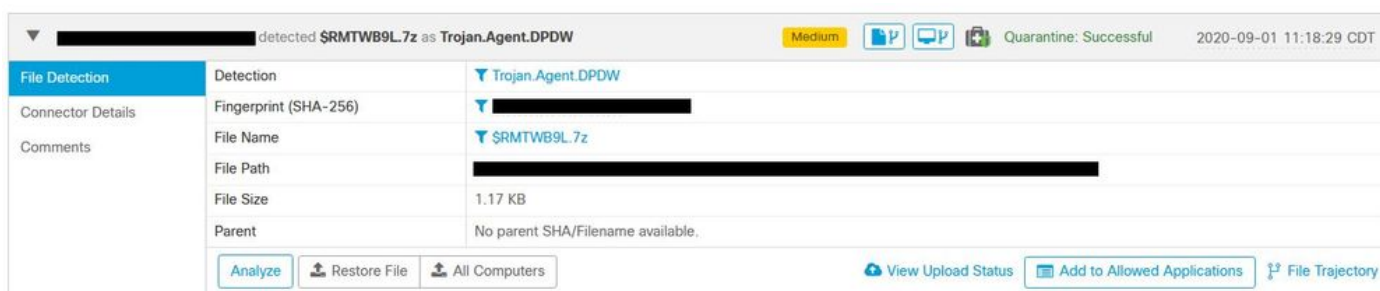 detected $RMTWB9L.7z as Trojan.Agent.DPDW Medium Quarantine: Successful 2020-09-01 11:18:29 CDT
File Detection
Connector Details
Comments
Detection Trojan.Agent.DPDW
Fingerprint (SHA-256)
File Name $RMTWB9L.7z
File Path
File Size 1.17 KB
Parent No parent SHA/Filename available.
Analyze Restore File All Computers View Upload Status Add to Allowed Applications File Trajectory